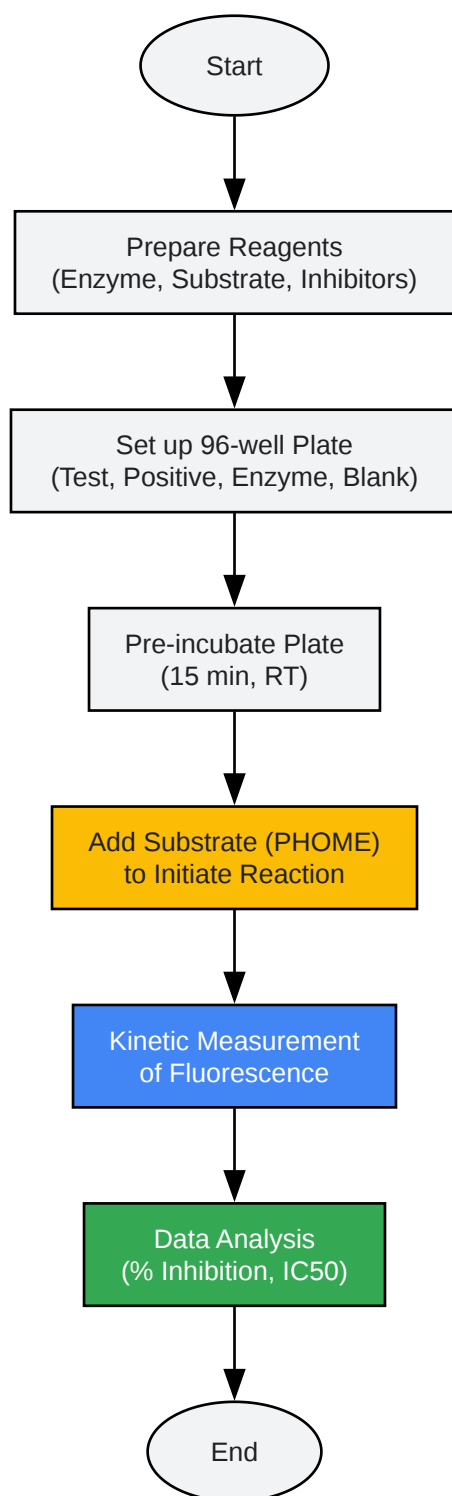 Start
Prepare Reagents
(Enzyme, Substrate, Inhibitors)
Set up 96-well Plate
(Test, Positive, Enzyme, Blank)
Pre-incubate Plate
(15 min, RT)
Add Substrate (PHOME)
to Initiate Reaction
Kinetic Measurement
of Fluorescence
Data Analysis
(% Inhibition, IC50)
End